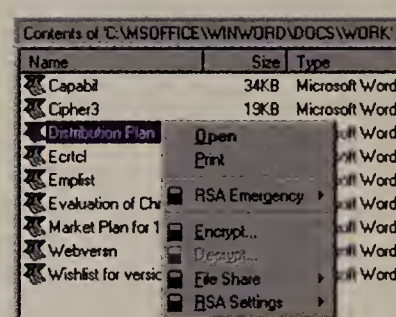 Contents of 'C:\MSOFFICE\WINWORD\DOCS\WORK'
Name Size Type
Capabil 34KB Microsoft Word
Cipher3 19KB Microsoft Word
Distribution Plan Open Word
Ecrtcl Print Word
Emplist Word
Evaluation of Ch RSA Emergency Word
Market Plan for 1 Encrypt... Word
Webversn Decrypt... Word
Wishlist for versic File Share Word
RSA Settings